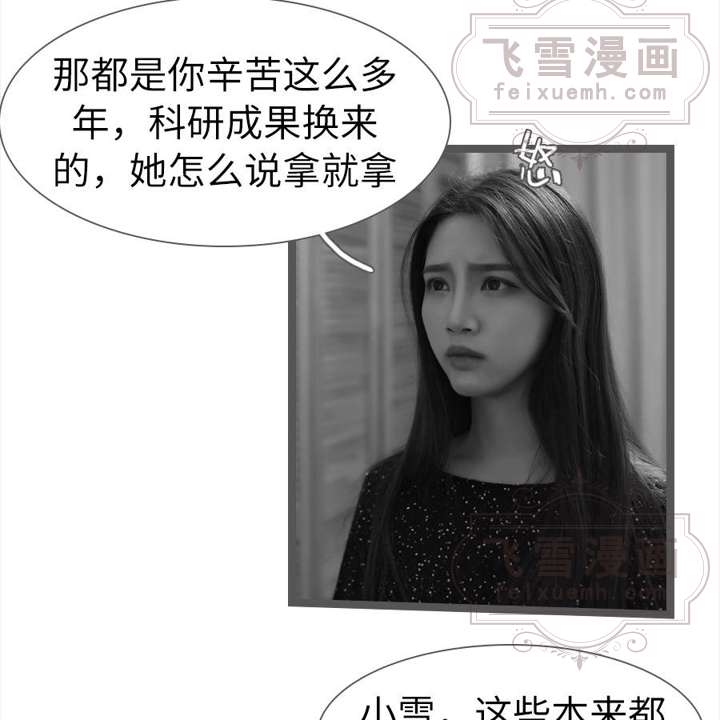 飞雪漫画
feixuemh.com
那都是你辛苦这么多
年，科研成果换来
的，她怎么说拿就拿
怒
飞雪漫画
feixuemh.com
小雪，这些本来都